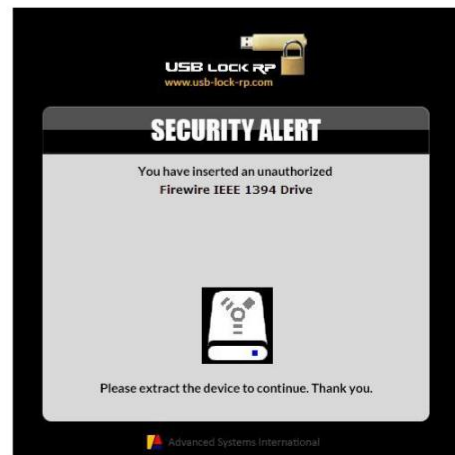 USB LOCK RP
www.usb-lock-rp.com
SECURITY ALERT
You have inserted an unauthorized
Firewire IEEE 1394 Drive
Please extract the device to continue. Thank you.
Advanced Systems International